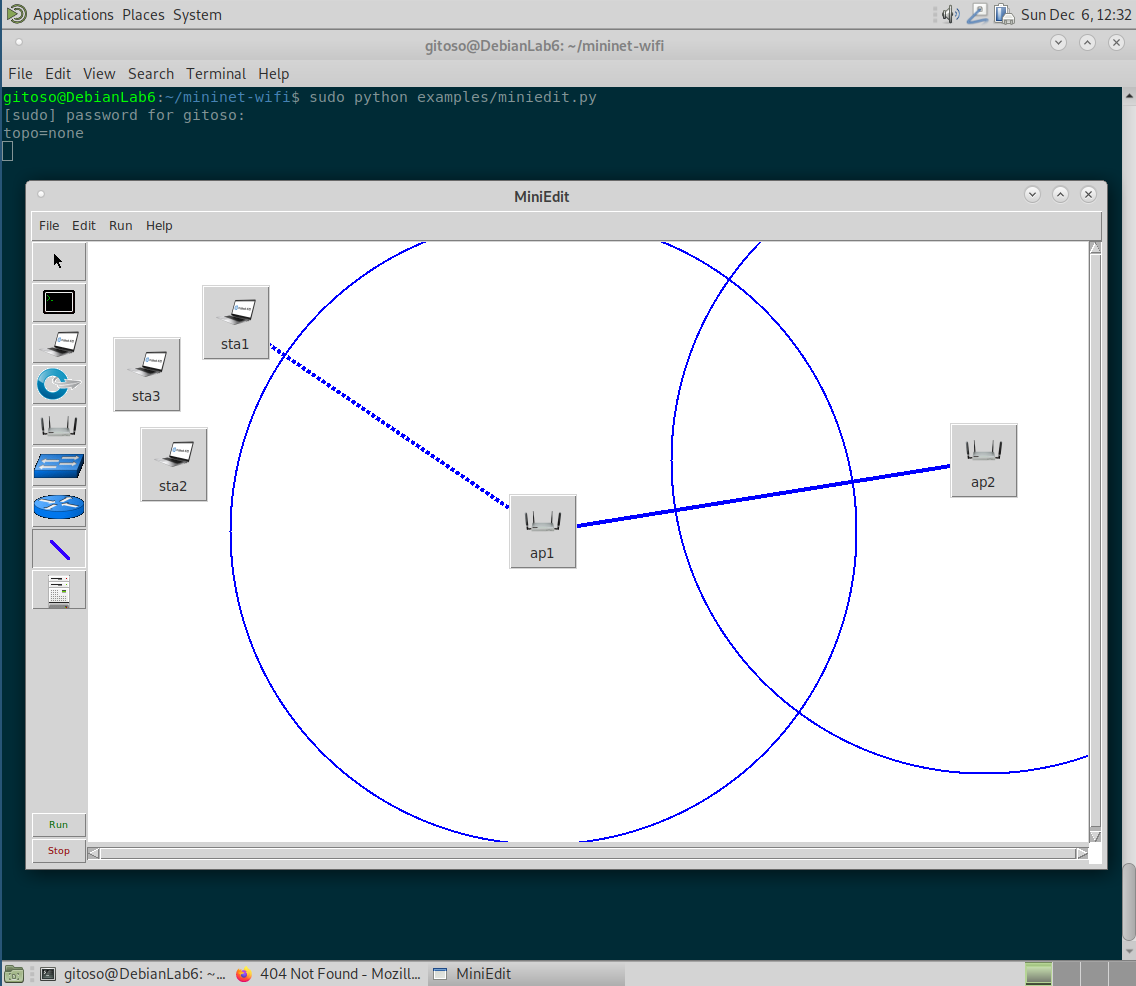 Applications Places System
Sun Dec 6, 12:32
gitoso@DebianLab6: ~/mininet-wifi
File Edit View Search Terminal Help
gitoso@DebianLab6:~/mininet-wifi$ sudo python examples/miniedit.py
[sudo] password for gitoso:
topo=none
MiniEdit
File Edit Run Help
sta1
sta3
sta2
ap2
ap1
Run
Stop
gitoso@DebianLab6: ~...
404 Not Found - Mozill...
MiniEdit